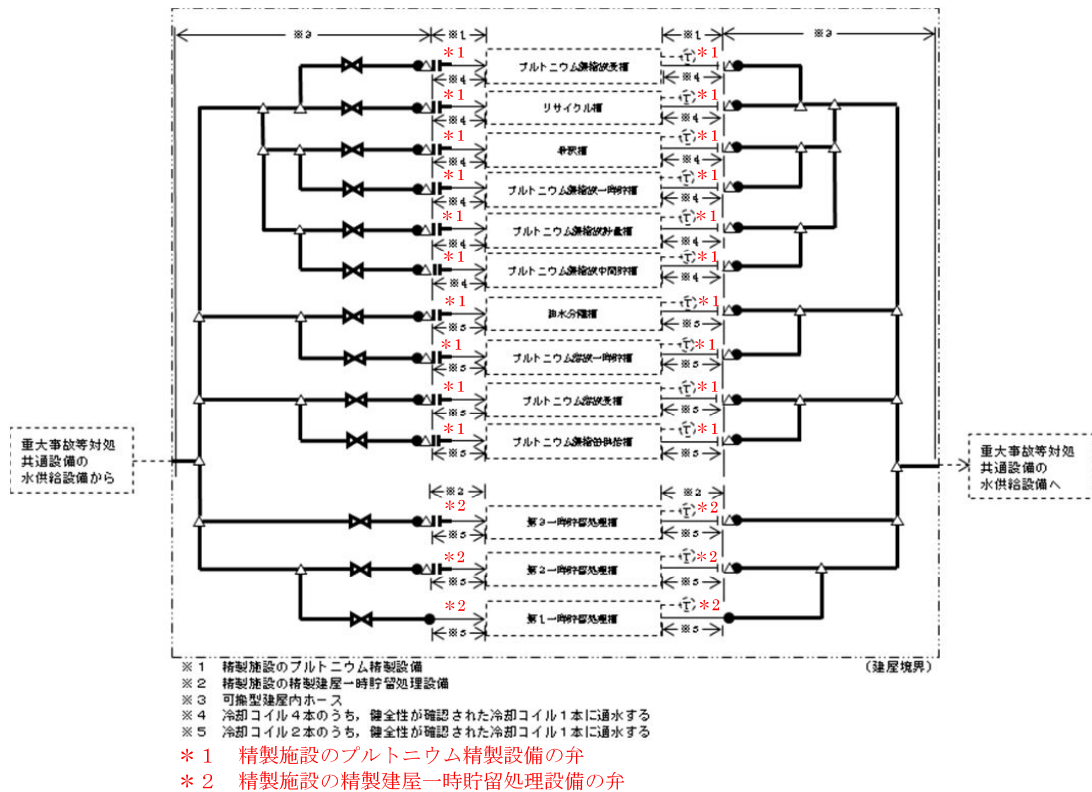 ※3 ※1 ※1 ※3
*1 プルトニウム濃縮液受槽 T *1
※4 ※4
*1 リサイクル槽 T *1
※4 ※4
*1 希釈槽 T *1
※4 ※4
*1 プルトニウム濃縮液一時貯槽 T *1
※4 ※4
*1 プルトニウム濃縮液計量槽 T *1
※4 ※4
*1 プルトニウム濃縮液中間貯槽 T *1
※4 ※4
*1 油水分離槽 T *1
※5 ※5
*1 プルトニウム溶液一時貯槽 T *1
※5 ※5
*1 プルトニウム溶液受槽 T *1
※5 ※5
*1 プルトニウム濃縮缶供給槽 T *1
※5 ※5
重大事故等対処
共通設備の
水供給設備から
重大事故等対処
共通設備の
水供給設備へ
※2 ※2
*2 第3一時貯留処理槽 T *2
※5 ※5
*2 第2一時貯留処理槽 T *2
※5 ※5
*2 第1一時貯留処理槽 T *2
※5 ※5
(建屋境界)
※1 精製施設のプルトニウム精製設備
※2 精製施設の精製建屋一時貯留処理設備
※3 可搬型建屋内ホース
※4 冷却コイル4本のうち,健全性が確認された冷却コイル1本に通水する
※5 冷却コイル2本のうち,健全性が確認された冷却コイル1本に通水する
*1 精製施設のプルトニウム精製設備の弁
*2 精製施設の精製建屋一時貯留処理設備の弁